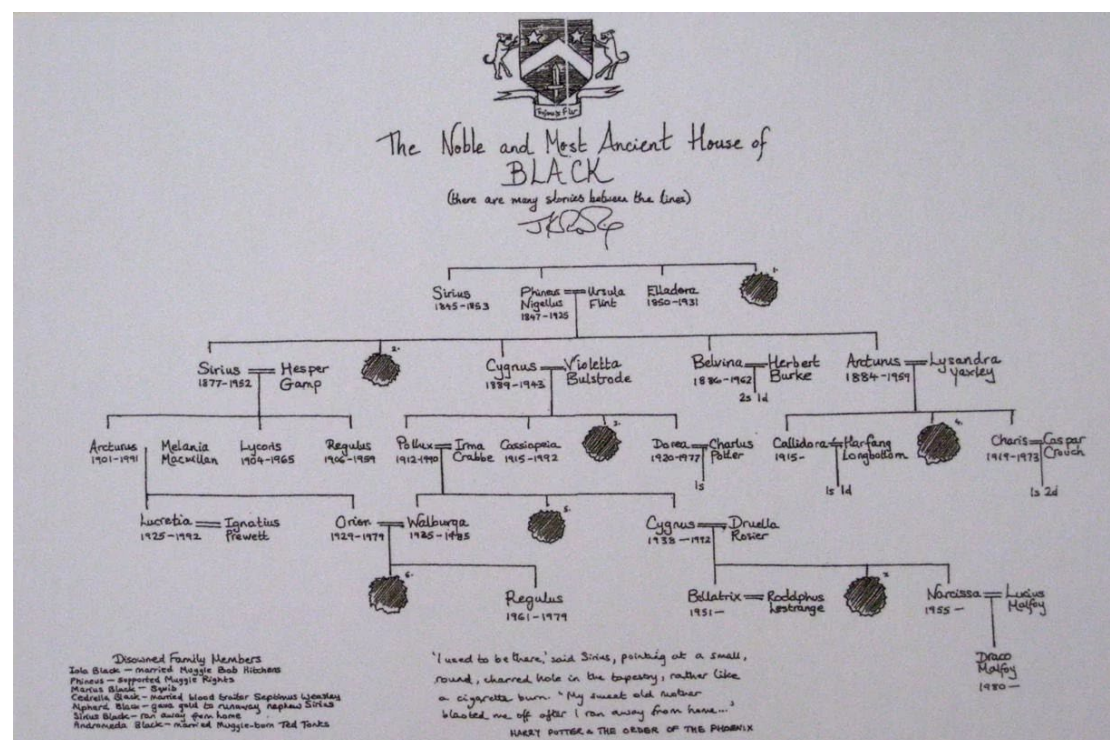 The Noble and Most Ancient House of
BLACK
(there are many stories between the lines)
1.
Sirius
1845-1853
Phineas Nigellus
1847-1925
Ursula Flint
Elladora
1850-1931
2.
Sirius
1877-1952
Hesper Gamp
Cygnus
1889-1943
Violetta Bulstrode
Belvina
1886-1962
Herbert Burke
2s 1d
Arcturus
1884-1959
Lysandra Yaxley
Arcturus
1901-1991
Melania Macmillan
Lycoris
1904-1965
Regulus
1906-1959
Pollux
1912-1990
Irma Crabbe
Cassiopeia
1915-1992
3.
Dorea
1920-1977
Charlus Potter
1s
Callidora
1915-
Harfang Longbottom
1s 1d
4.
Charis
1919-1973
Caspar Crouch
1s 2d
Lucretia
1925-1992
Ignatius Prewett
Orion
1929-1979
Walburga
1925-1985
5.
Cygnus
1938-1992
Druella Rosier
6.
Regulus
1961-1979
Bellatrix
1951-
Rodolphus Lestrange
7.
Narcissa
1955-
Lucius Malfoy
Draco
Malfoy
1980-
Disowned Family Members
Iola Black - married Muggle Bob Hitchens
Phineas - supported Muggle Rights
Marius Black - Squib
Cedrella Black - married blood traitor Septimus Weasley
Alphard Black - gave gold to runaway nephew Sirius
Sirius Black - ran away from home
Andromeda Black - married Muggle-born Ted Tonks
'I used to be there,' said Sirius, pointing at a small,
round, charred hole in the tapestry, rather like
a cigarette burn. "My sweet old mother
blasted me off after I ran away from home...'
HARRY POTTER & THE ORDER OF THE PHOENIX